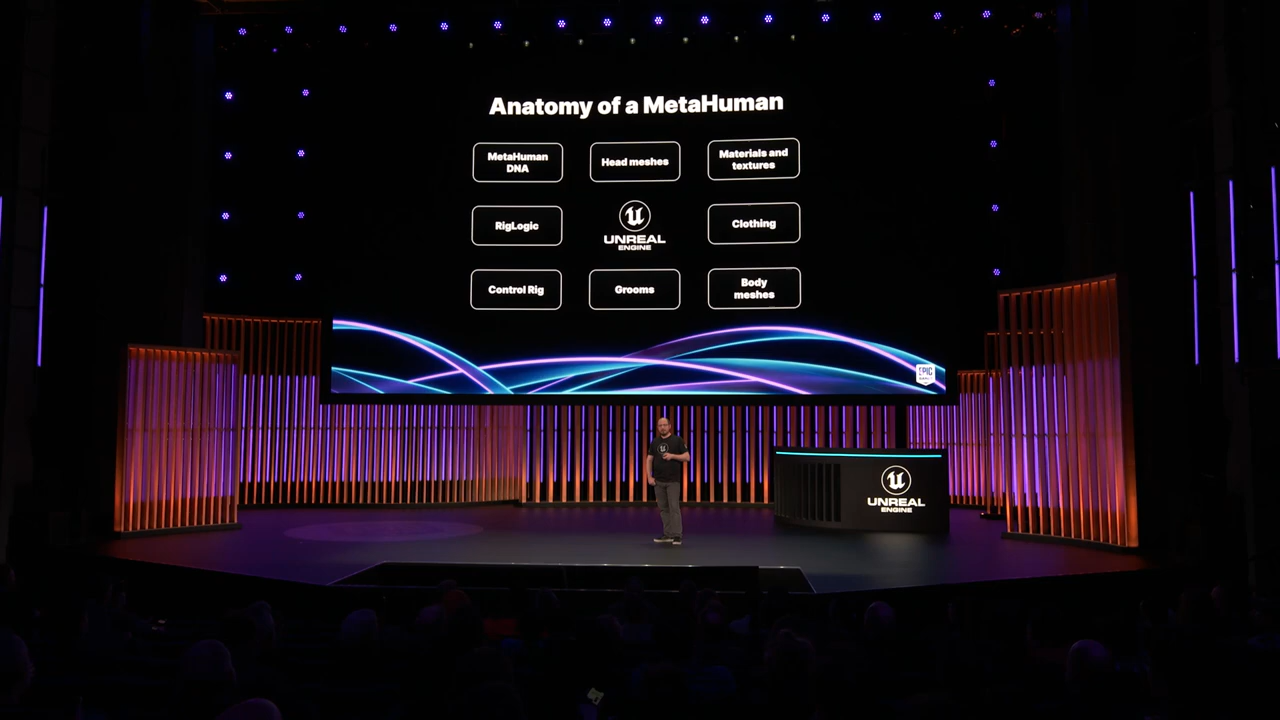 Anatomy of a MetaHuman
MetaHuman
DNA
Head meshes
Materials and
textures
RigLogic
UNREAL
ENGINE
Clothing
Control Rig
Grooms
Body
meshes
EPIC
UNREAL
ENGINE